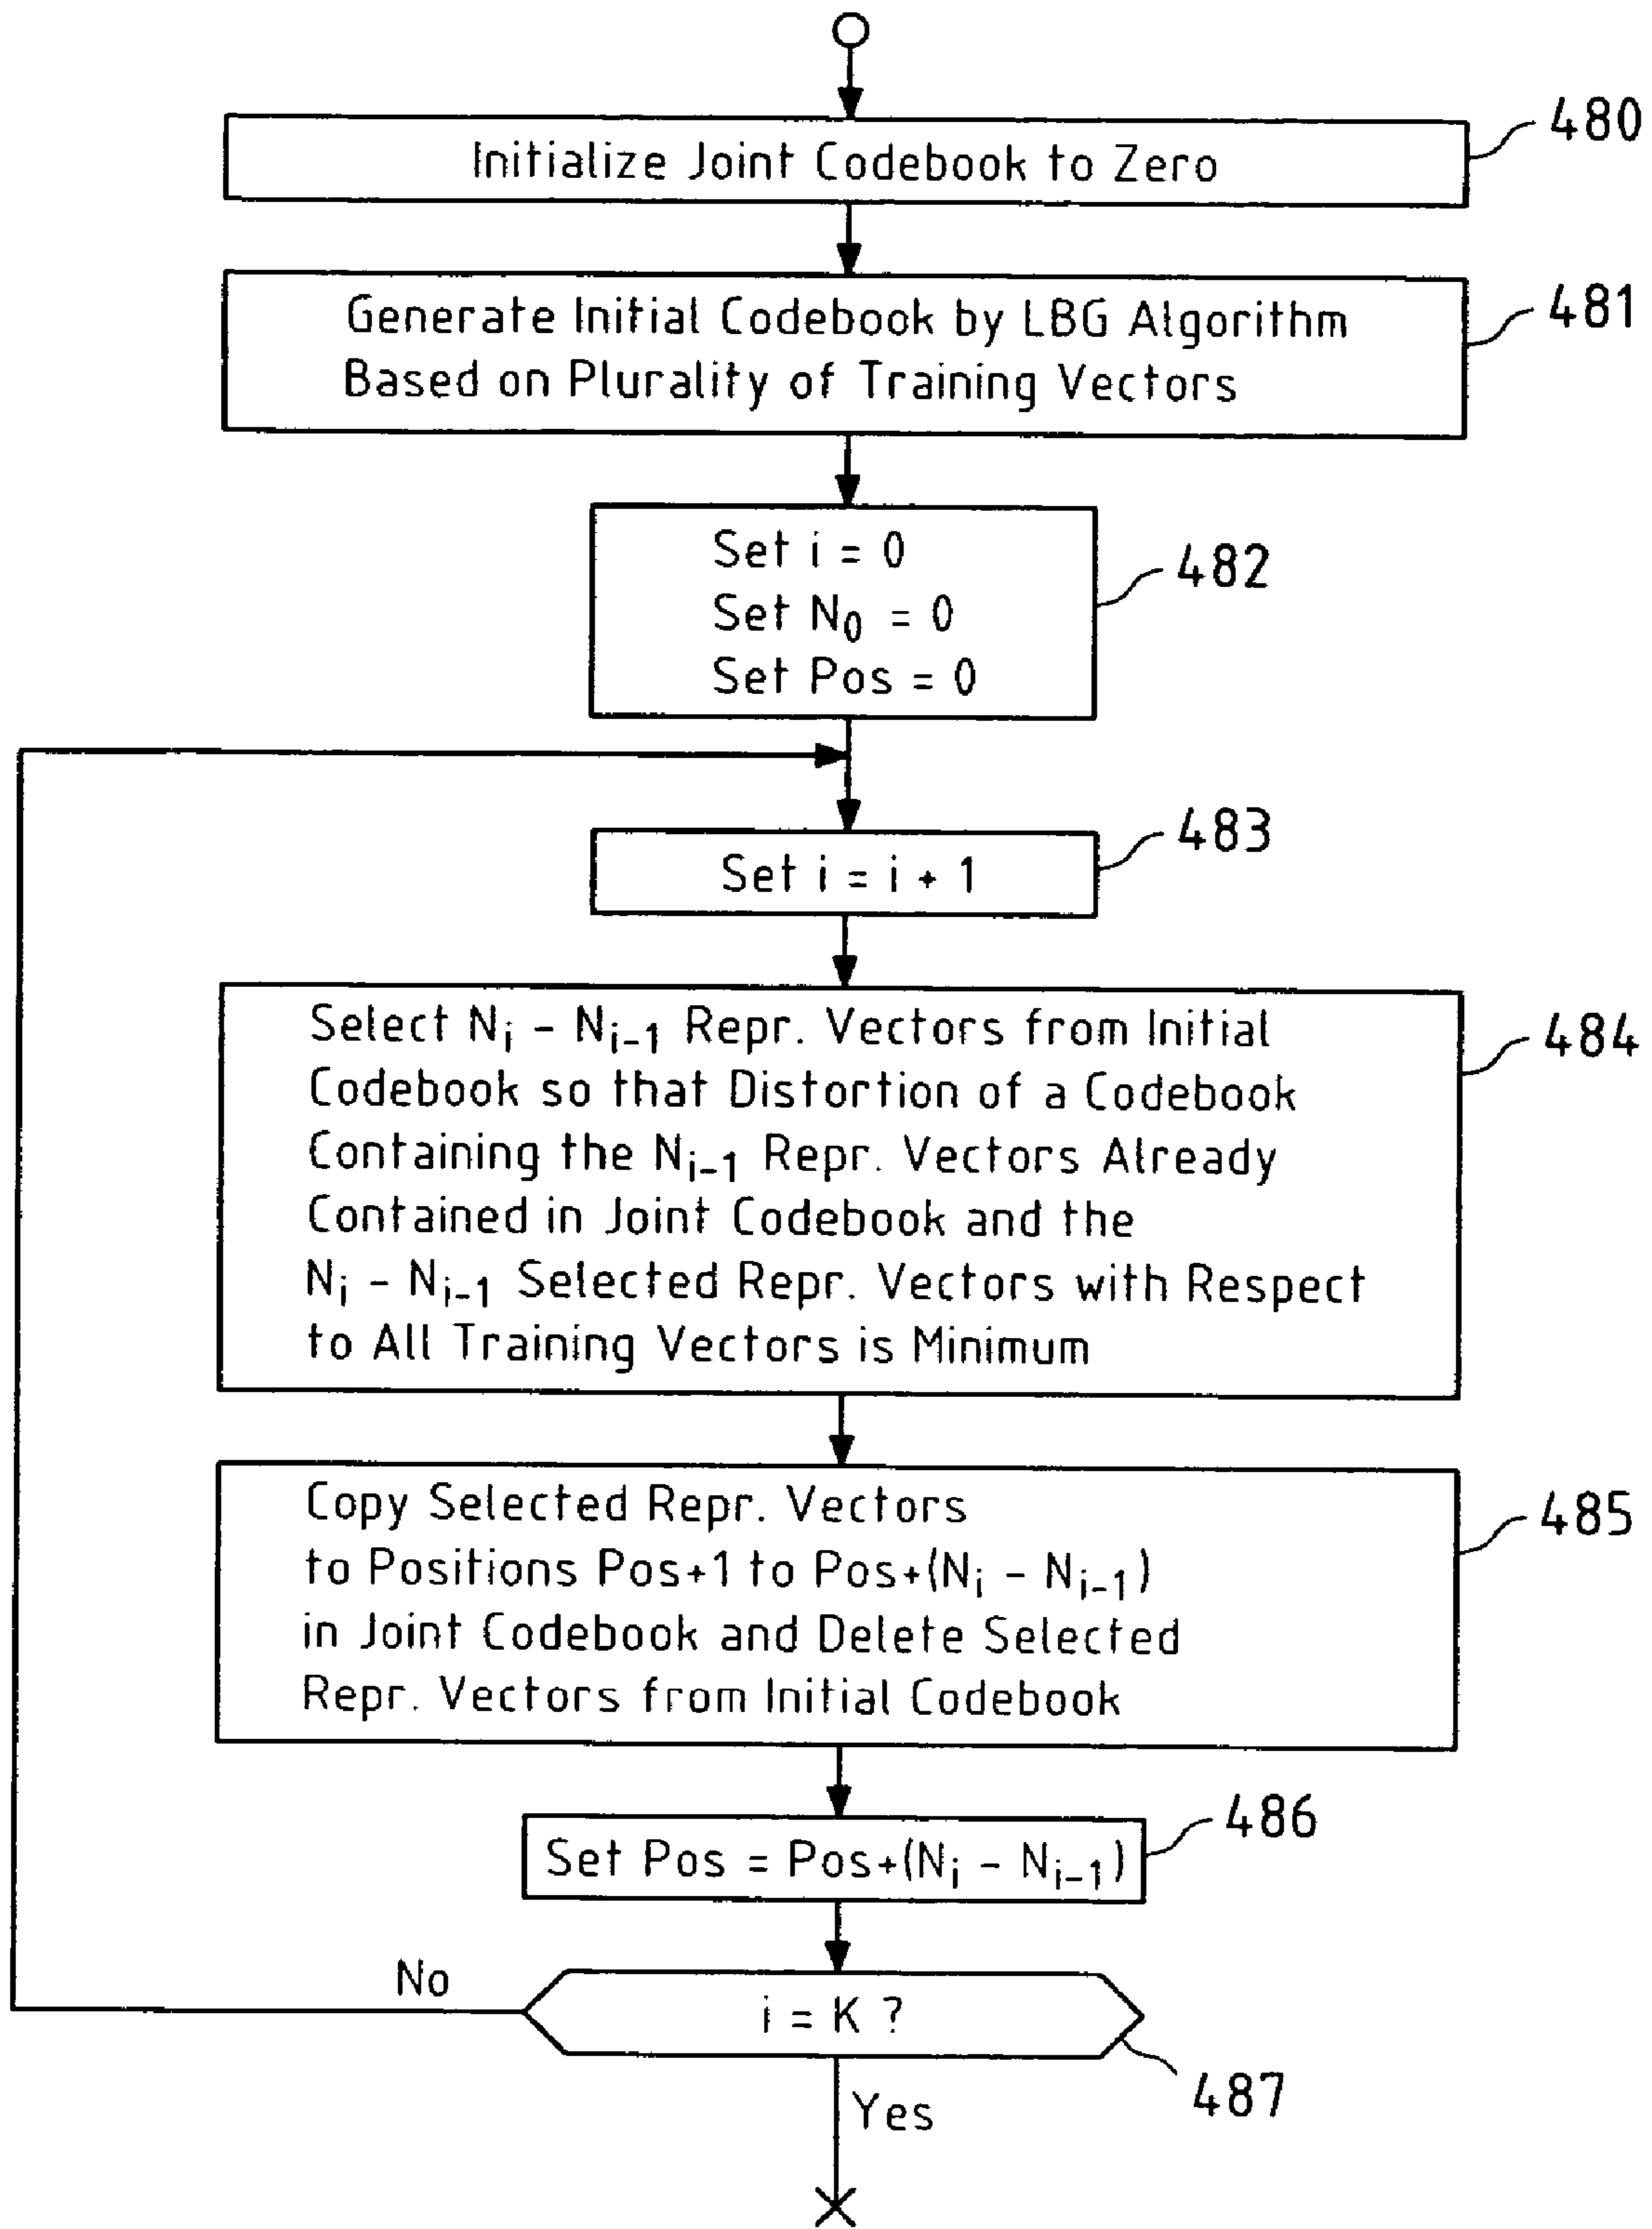 480
Initialize Joint Codebook to Zero
481
Generate Initial Codebook by LBG Algorithm
Based on Plurality of Training Vectors
482
Set i = 0
Set N₀ = 0
Set Pos = 0
483
Set i = i + 1
484
Select Nᵢ - Nᵢ₋₁ Repr. Vectors from Initial
Codebook so that Distortion of a Codebook
Containing the Nᵢ₋₁ Repr. Vectors Already
Contained in Joint Codebook and the
Nᵢ - Nᵢ₋₁ Selected Repr. Vectors with Respect
to All Training Vectors is Minimum
485
Copy Selected Repr. Vectors
to Positions Pos+1 to Pos+(Nᵢ - Nᵢ₋₁)
in Joint Codebook and Delete Selected
Repr. Vectors from Initial Codebook
486
Set Pos = Pos+(Nᵢ - Nᵢ₋₁)
No
i = K ?
487
Yes